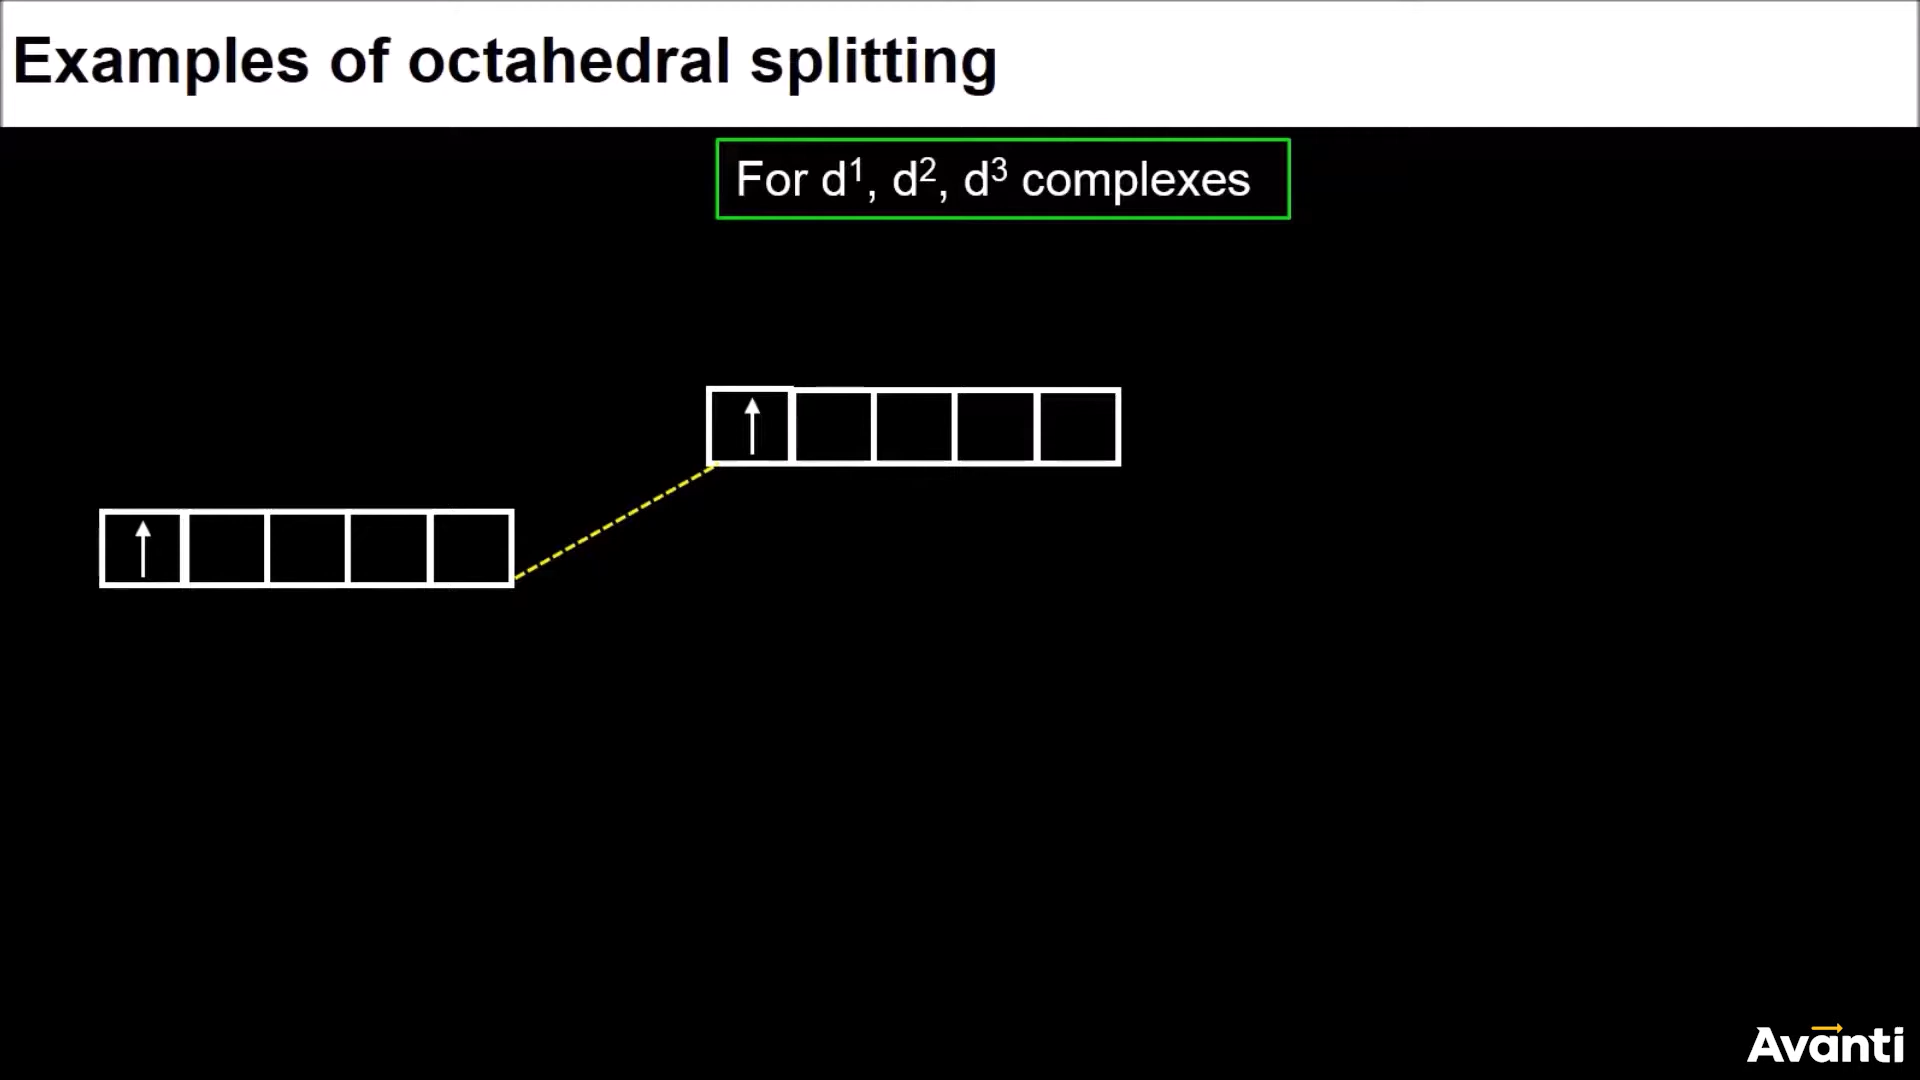 Examples of octahedral splitting
For d¹, d², d³ complexes
Avanti